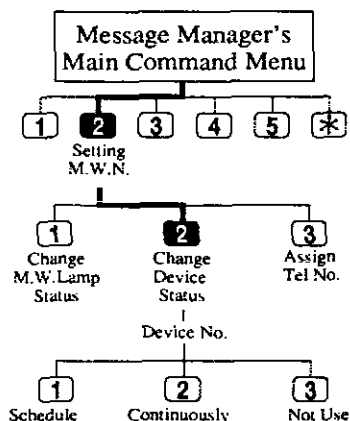 Message Manager's
Main Command Menu
1 2 3 4 5 *
Setting
M.W.N.
1 2 3
Change Change Assign
M.W.Lamp Device Tel No.
Status Status
Device No.
1 2 3
Schedule Continuously Not Use